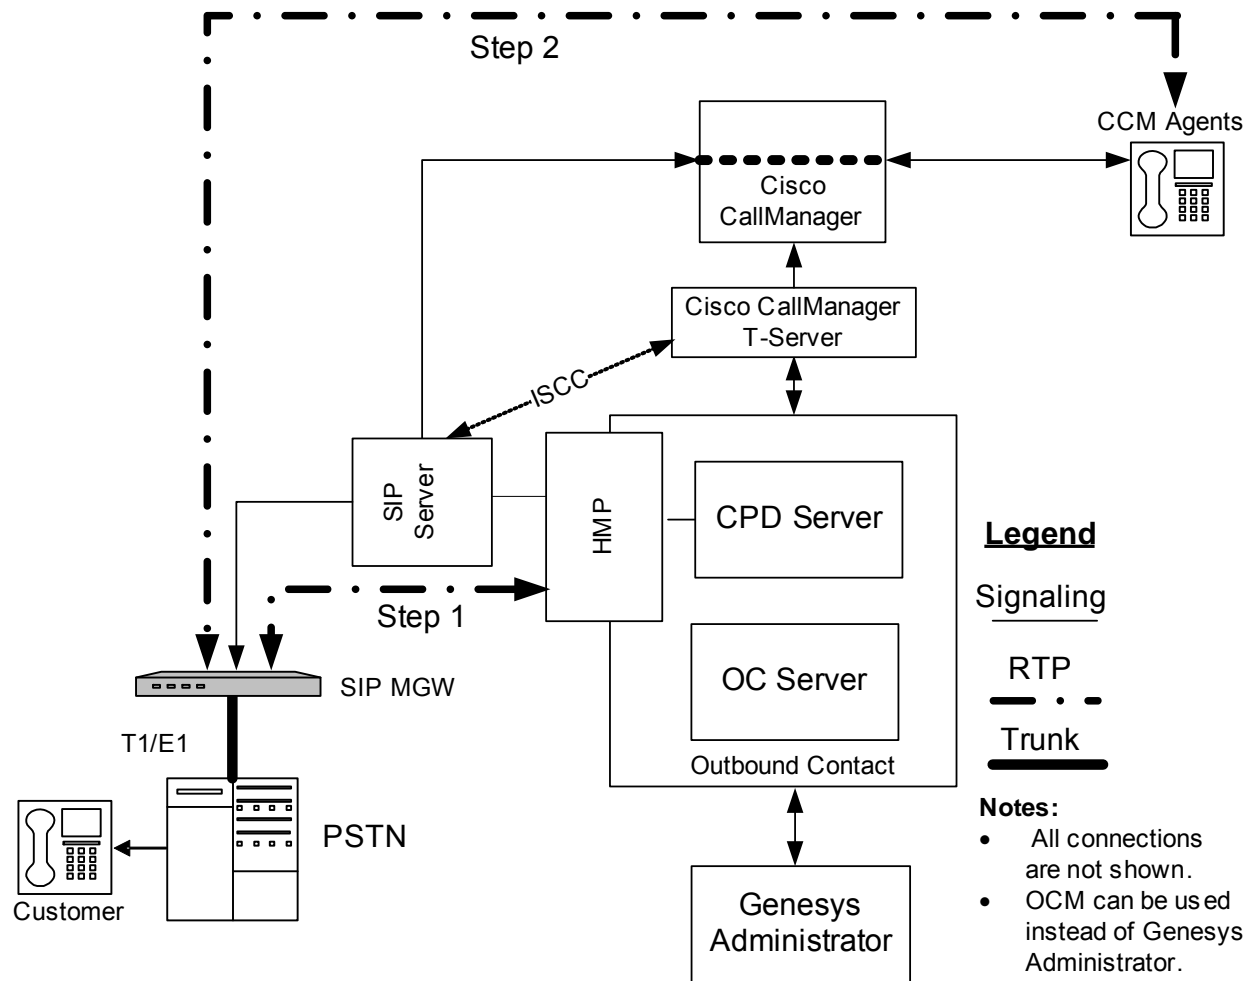 Step 2
CCM Agents
Cisco
CallManager
Cisco CallManager
T-Server
ISCC
SIP
Server
HMP
CPD Server
Step 1
OC Server
Outbound Contact
SIP MGW
T1/E1
PSTN
Customer
Genesys
Administrator
Legend
Signaling
RTP
Trunk
Notes:
• All connections
are not shown.
• OCM can be used
instead of Genesys
Administrator.